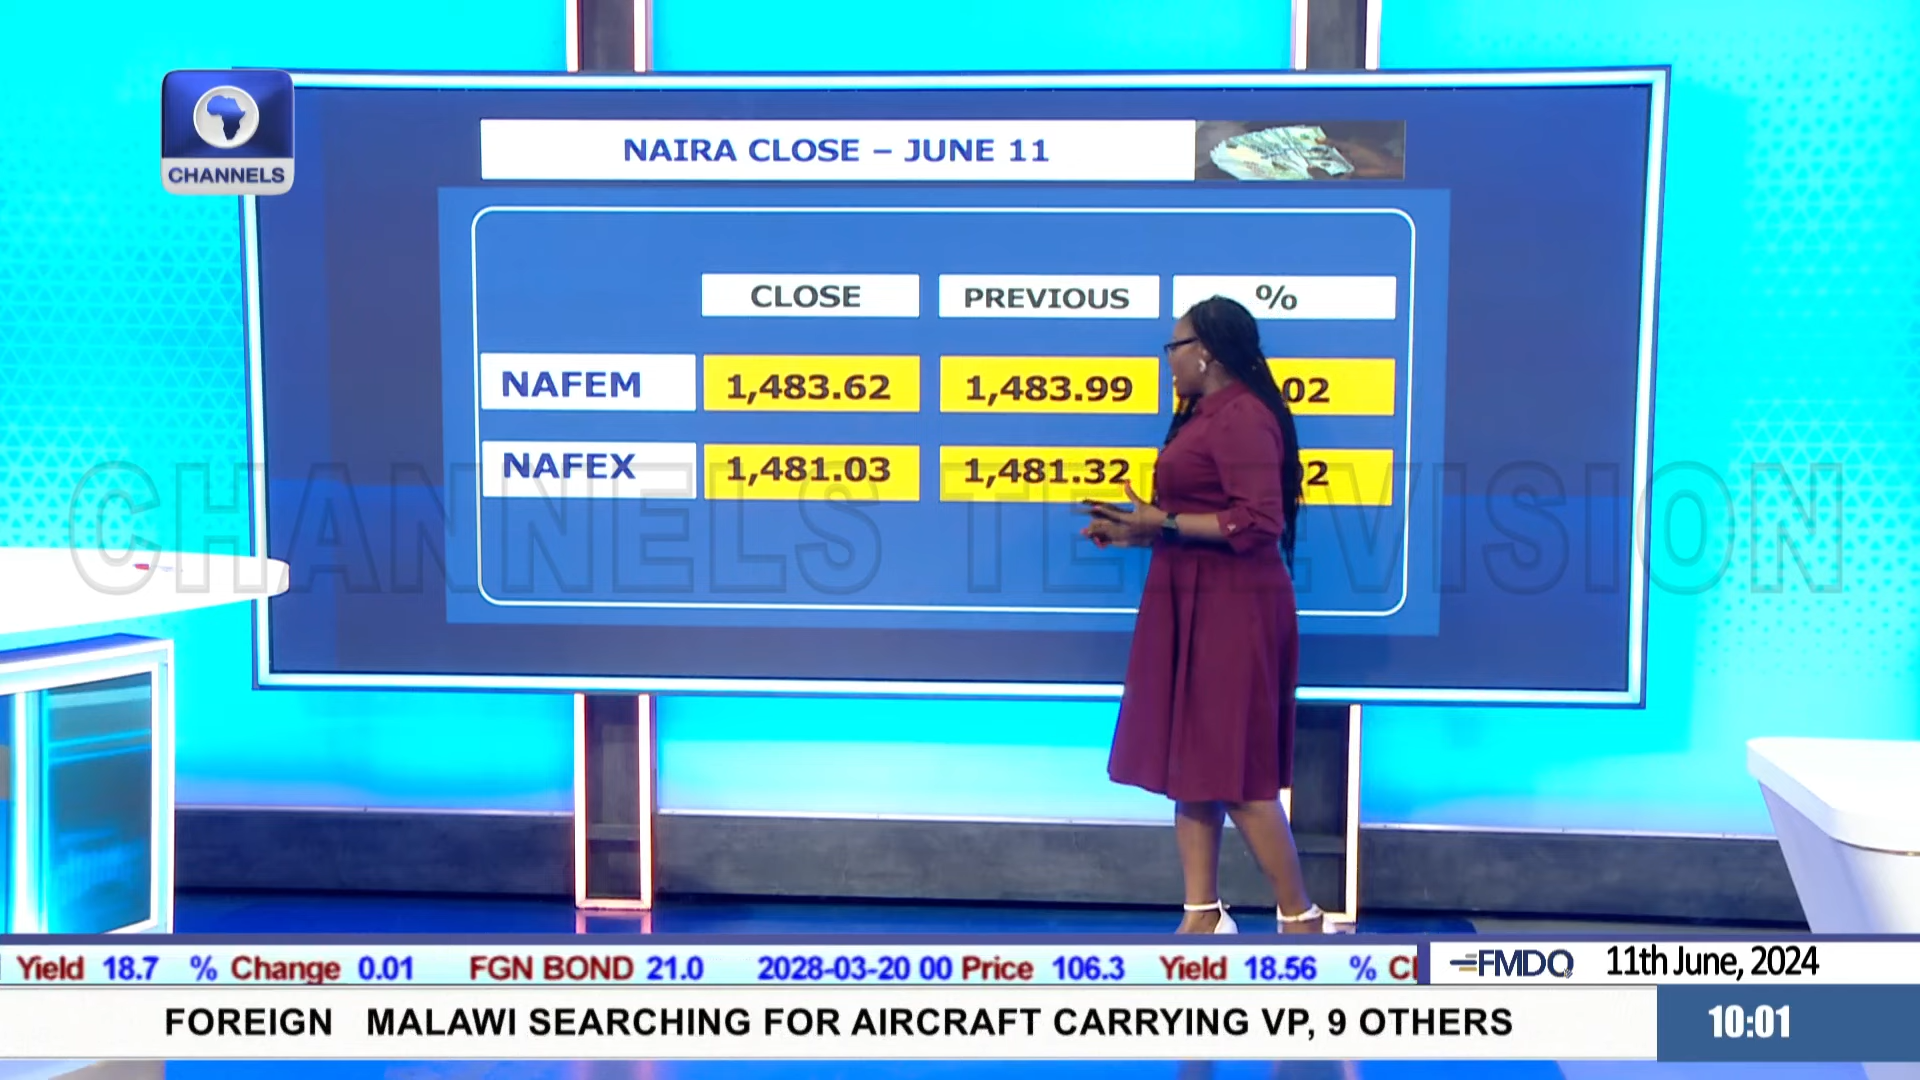 CHANNELS
NAIRA CLOSE – JUNE 11
CLOSE PREVIOUS %
NAFEM 1,483.62 1,483.99 02
NAFEX 1,481.03 1,481.32 2
CHANNELS TELEVISION
Yield 18.7 % Change 0.01 FGN BOND 21.0 2028-03-20 00 Price 106.3 Yield 18.56 %
FMDQ 11th June, 2024
FOREIGN MALAWI SEARCHING FOR AIRCRAFT CARRYING VP, 9 OTHERS
10:01